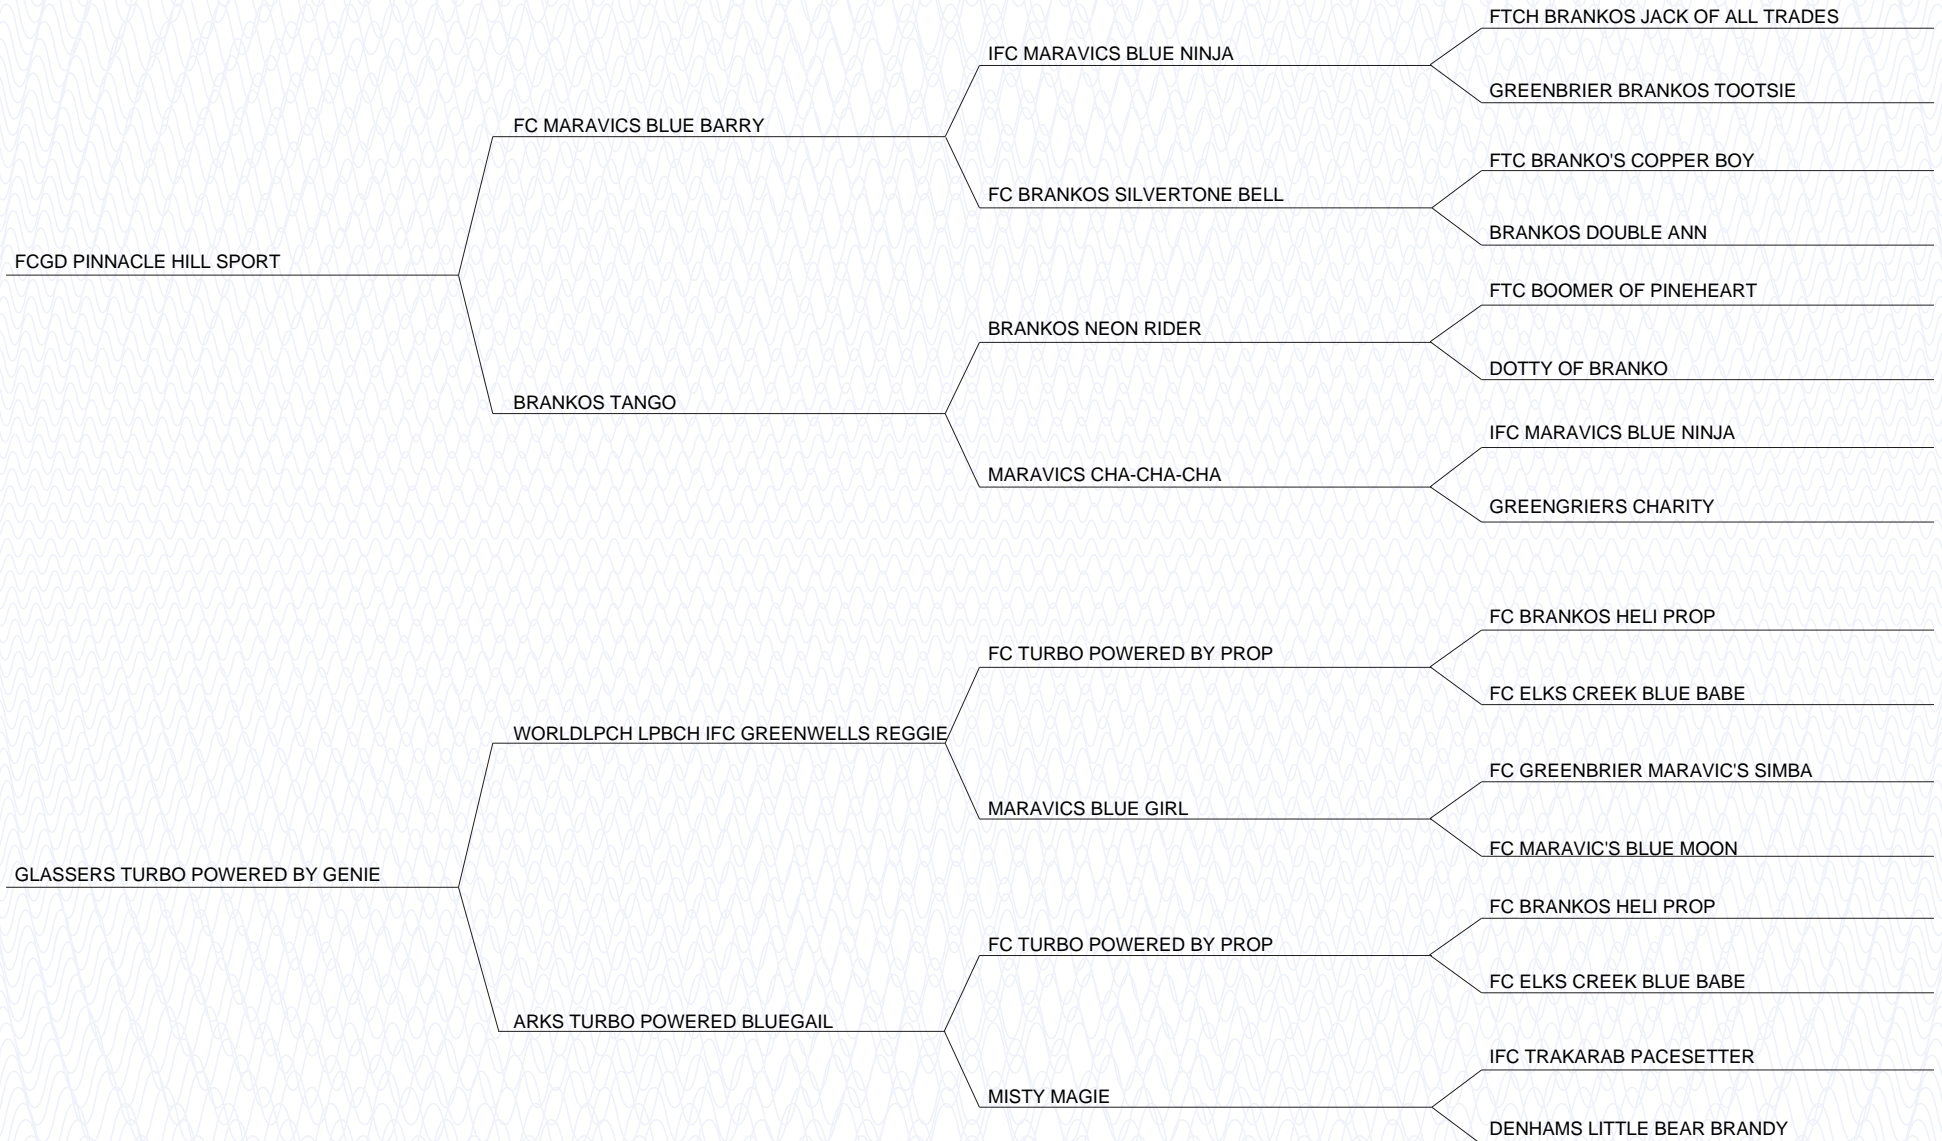 FTCH BRANKOS JACK OF ALL TRADES
IFC MARAVICS BLUE NINJA
GREENBRIER BRANKOS TOOTSIE
FC MARAVICS BLUE BARRY
FTC BRANKO'S COPPER BOY
FC BRANKOS SILVERTONE BELL
BRANKOS DOUBLE ANN
FCGD PINNACLE HILL SPORT
FTC BOOMER OF PINEHEART
BRANKOS NEON RIDER
DOTTY OF BRANKO
BRANKOS TANGO
IFC MARAVICS BLUE NINJA
MARAVICS CHA-CHA-CHA
GREENGRIERS CHARITY
FC BRANKOS HELI PROP
FC TURBO POWERED BY PROP
FC ELKS CREEK BLUE BABE
WORLDLPCH LPBCH IFC GREENWELLS REGGIE
FC GREENBRIER MARAVIC'S SIMBA
MARAVICS BLUE GIRL
FC MARAVIC'S BLUE MOON
GLASSERS TURBO POWERED BY GENIE
FC BRANKOS HELI PROP
FC TURBO POWERED BY PROP
FC ELKS CREEK BLUE BABE
ARKS TURBO POWERED BLUEGAIL
IFC TRAKARAB PACESETTER
MISTY MAGIE
DENHAMS LITTLE BEAR BRANDY